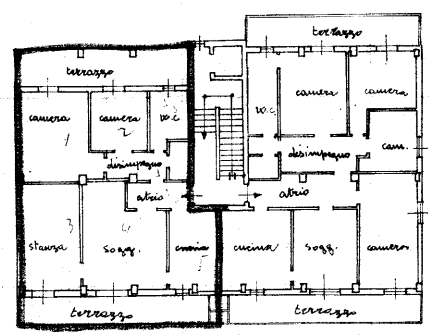 terrazzo
terrazzo
camera
1
camera
2
w.c.
w.c.
camera
camera
cam.
disimpegno
disimpegno
atrio
atrio
stanza
3
sogg.
4
cucina
5
cucina
sogg.
camera
terrazzo
terrazzo